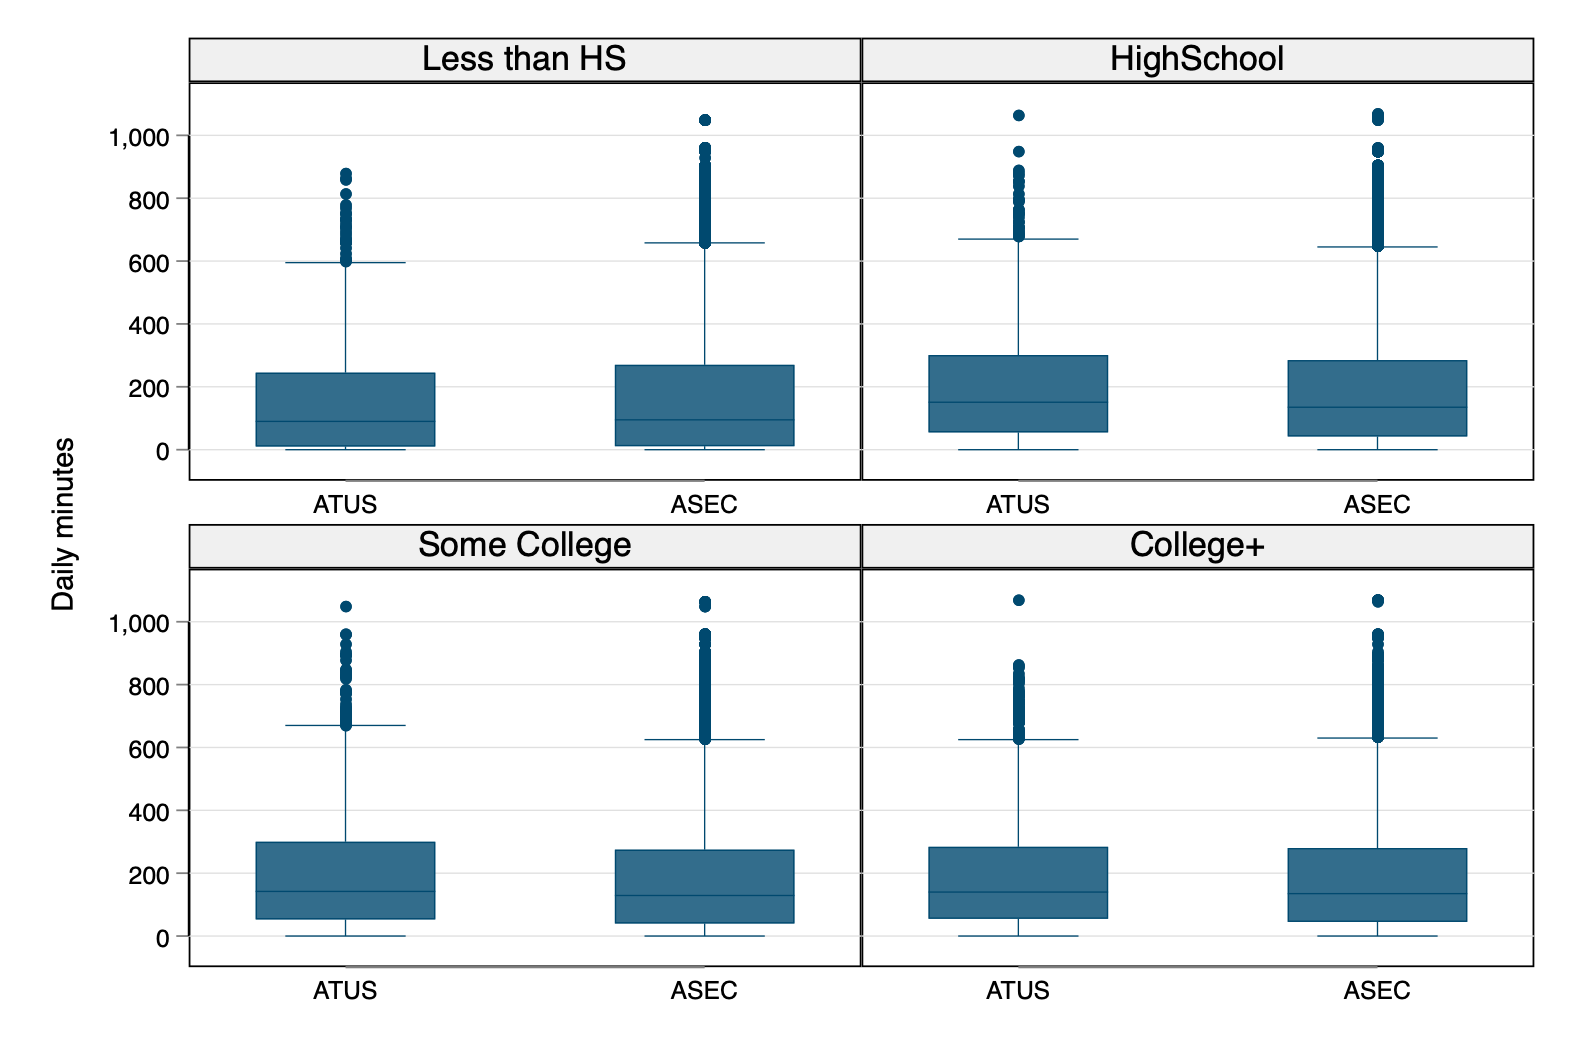 Less than HS
HighSchool
1,000
800
600
400
200
0
ATUS
ASEC
ATUS
ASEC
Daily minutes
Some College
College+
1,000
800
600
400
200
0
ATUS
ASEC
ATUS
ASEC